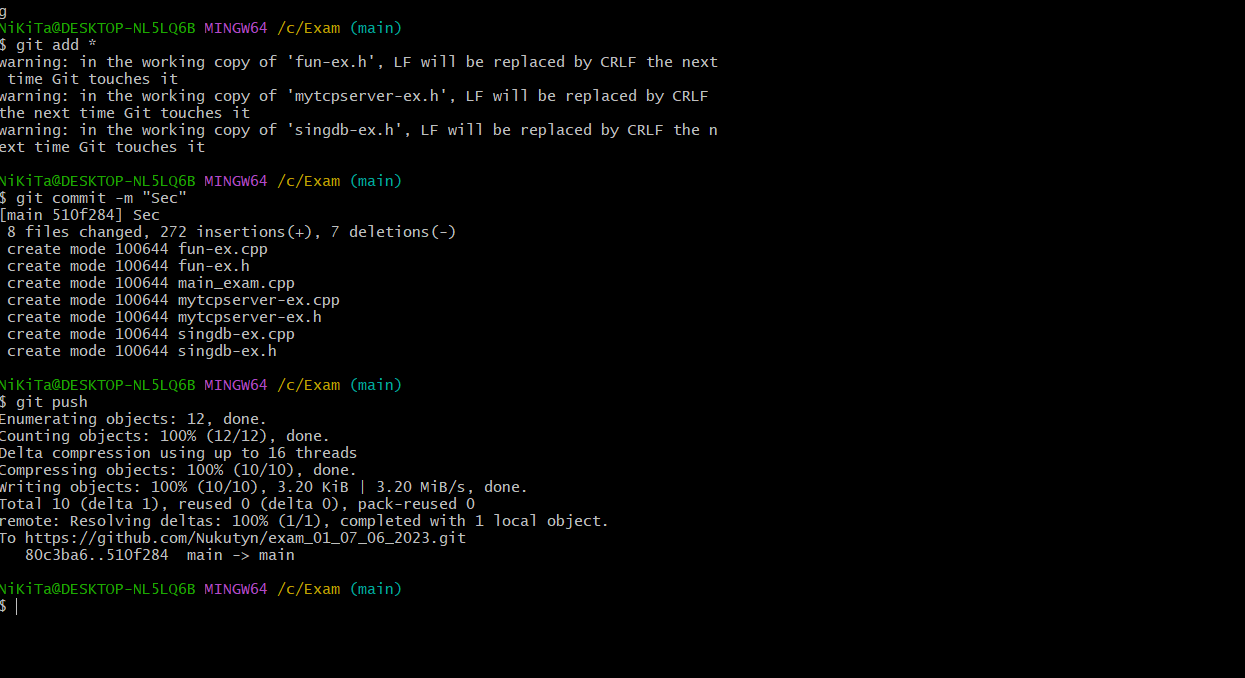 g
NiKiTa@DESKTOP-NL5LQ6B MINGW64 /c/Exam (main)
$ git add *
warning: in the working copy of 'fun-ex.h', LF will be replaced by CRLF the next
 time Git touches it
warning: in the working copy of 'mytcpserver-ex.h', LF will be replaced by CRLF
the next time Git touches it
warning: in the working copy of 'singdb-ex.h', LF will be replaced by CRLF the n
ext time Git touches it

NiKiTa@DESKTOP-NL5LQ6B MINGW64 /c/Exam (main)
$ git commit -m "Sec"
[main 510f284] Sec
 8 files changed, 272 insertions(+), 7 deletions(-)
 create mode 100644 fun-ex.cpp
 create mode 100644 fun-ex.h
 create mode 100644 main_exam.cpp
 create mode 100644 mytcpserver-ex.cpp
 create mode 100644 mytcpserver-ex.h
 create mode 100644 singdb-ex.cpp
 create mode 100644 singdb-ex.h

NiKiTa@DESKTOP-NL5LQ6B MINGW64 /c/Exam (main)
$ git push
Enumerating objects: 12, done.
Counting objects: 100% (12/12), done.
Delta compression using up to 16 threads
Compressing objects: 100% (10/10), done.
Writing objects: 100% (10/10), 3.20 KiB | 3.20 MiB/s, done.
Total 10 (delta 1), reused 0 (delta 0), pack-reused 0
remote: Resolving deltas: 100% (1/1), completed with 1 local object.
To https://github.com/Nukutyn/exam_01_07_06_2023.git
   80c3ba6..510f284  main -> main

NiKiTa@DESKTOP-NL5LQ6B MINGW64 /c/Exam (main)
$